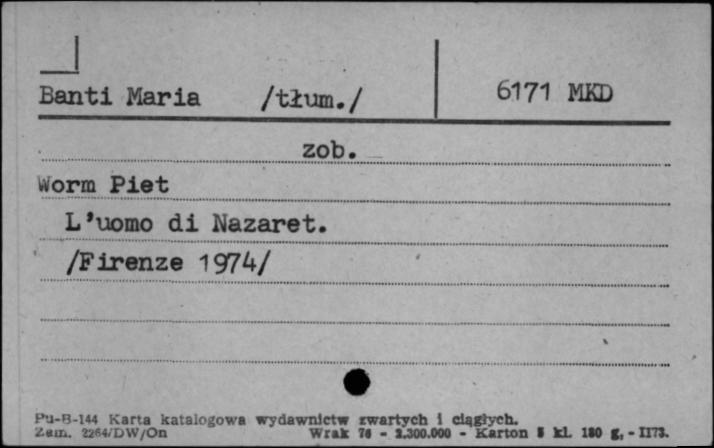 Banti Maria /tłum./ 6171 MKD
zob.
Worm Piet
L'uomo di Nazaret.
/Firenze 1974/
Pu-B-144 Karta katalogowa wydawnictw zwartych i ciągłych.
Zam. 2264/DW/On Wrak 76 - 2.300.000 - Karton 5 kl. 180 g, - II73.